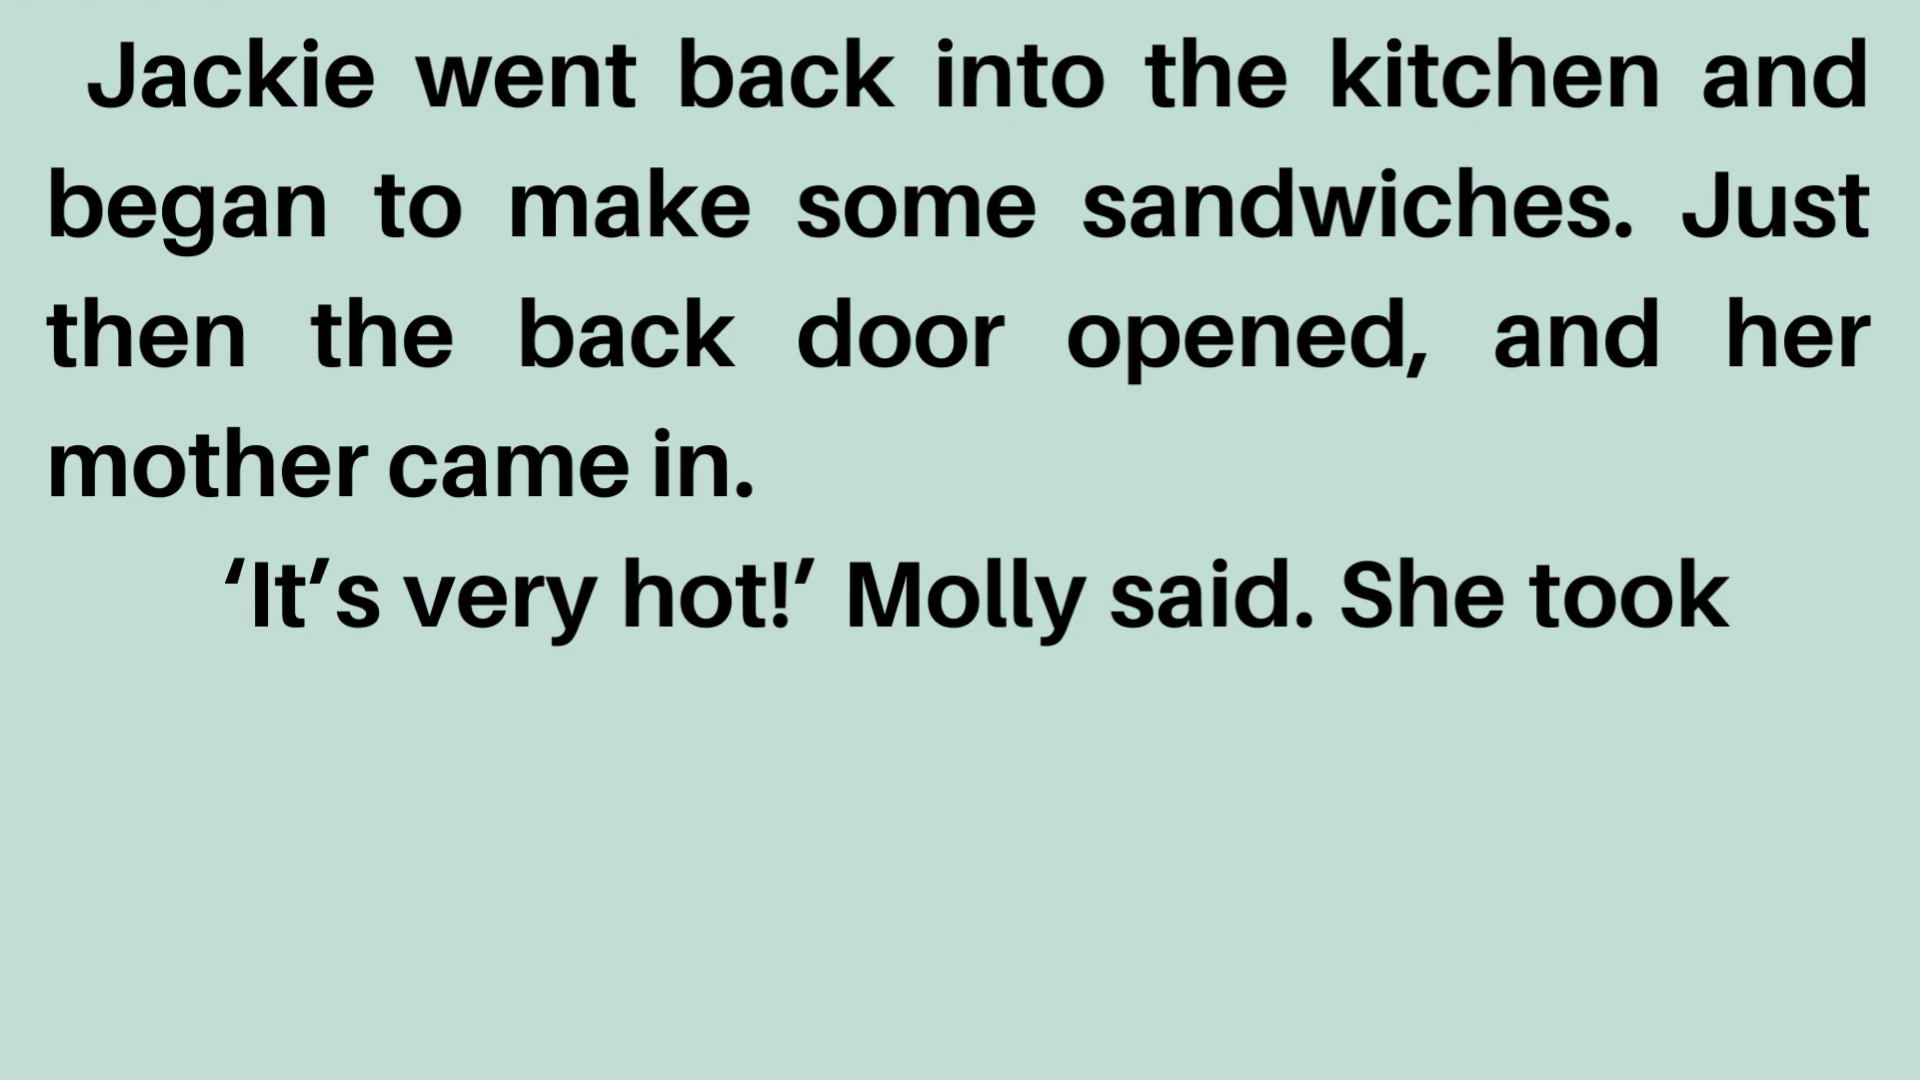 Jackie went back into the kitchen and
began to make some sandwiches. Just
then the back door opened, and her
mother came in.
‘It’s very hot!’ Molly said. She took